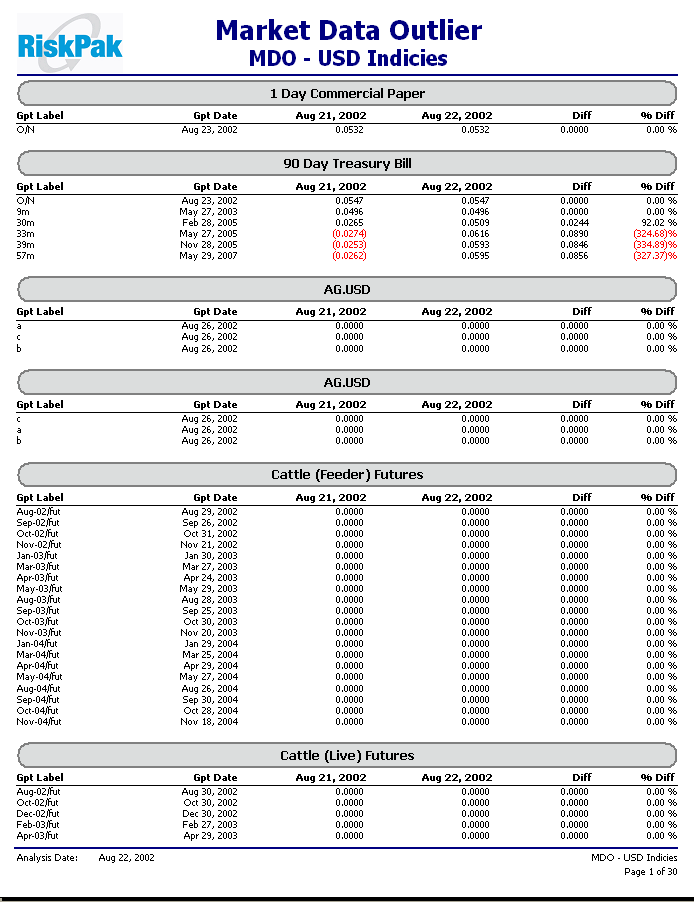 RiskPak
Market Data Outlier
MDO - USD Indicies
1 Day Commercial Paper
Gpt Label Gpt Date Aug 21, 2002 Aug 22, 2002 Diff % Diff
O/N Aug 23, 2002 0.0532 0.0532 0.0000 0.00 %
90 Day Treasury Bill
Gpt Label Gpt Date Aug 21, 2002 Aug 22, 2002 Diff % Diff
O/N Aug 23, 2002 0.0547 0.0547 0.0000 0.00 %
9m May 27, 2003 0.0496 0.0496 0.0000 0.00 %
30m Feb 28, 2005 0.0265 0.0509 0.0244 92.02 %
33m May 27, 2005 (0.0274) 0.0616 0.0890 (324.68)%
39m Nov 28, 2005 (0.0253) 0.0593 0.0846 (334.89)%
57m May 29, 2007 (0.0262) 0.0595 0.0856 (327.37)%
AG.USD
Gpt Label Gpt Date Aug 21, 2002 Aug 22, 2002 Diff % Diff
a Aug 26, 2002 0.0000 0.0000 0.0000 0.00 %
c Aug 26, 2002 0.0000 0.0000 0.0000 0.00 %
b Aug 26, 2002 0.0000 0.0000 0.0000 0.00 %
AG.USD
Gpt Label Gpt Date Aug 21, 2002 Aug 22, 2002 Diff % Diff
c Aug 26, 2002 0.0000 0.0000 0.0000 0.00 %
a Aug 26, 2002 0.0000 0.0000 0.0000 0.00 %
b Aug 26, 2002 0.0000 0.0000 0.0000 0.00 %
Cattle (Feeder) Futures
Gpt Label Gpt Date Aug 21, 2002 Aug 22, 2002 Diff % Diff
Aug-02/fut Aug 29, 2002 0.0000 0.0000 0.0000 0.00 %
Sep-02/fut Sep 26, 2002 0.0000 0.0000 0.0000 0.00 %
Oct-02/fut Oct 31, 2002 0.0000 0.0000 0.0000 0.00 %
Nov-02/fut Nov 21, 2002 0.0000 0.0000 0.0000 0.00 %
Jan-03/fut Jan 30, 2003 0.0000 0.0000 0.0000 0.00 %
Mar-03/fut Mar 27, 2003 0.0000 0.0000 0.0000 0.00 %
Apr-03/fut Apr 24, 2003 0.0000 0.0000 0.0000 0.00 %
May-03/fut May 29, 2003 0.0000 0.0000 0.0000 0.00 %
Aug-03/fut Aug 28, 2003 0.0000 0.0000 0.0000 0.00 %
Sep-03/fut Sep 25, 2003 0.0000 0.0000 0.0000 0.00 %
Oct-03/fut Oct 30, 2003 0.0000 0.0000 0.0000 0.00 %
Nov-03/fut Nov 20, 2003 0.0000 0.0000 0.0000 0.00 %
Jan-04/fut Jan 29, 2004 0.0000 0.0000 0.0000 0.00 %
Mar-04/fut Mar 25, 2004 0.0000 0.0000 0.0000 0.00 %
Apr-04/fut Apr 29, 2004 0.0000 0.0000 0.0000 0.00 %
May-04/fut May 27, 2004 0.0000 0.0000 0.0000 0.00 %
Aug-04/fut Aug 26, 2004 0.0000 0.0000 0.0000 0.00 %
Sep-04/fut Sep 30, 2004 0.0000 0.0000 0.0000 0.00 %
Oct-04/fut Oct 28, 2004 0.0000 0.0000 0.0000 0.00 %
Nov-04/fut Nov 18, 2004 0.0000 0.0000 0.0000 0.00 %
Cattle (Live) Futures
Gpt Label Gpt Date Aug 21, 2002 Aug 22, 2002 Diff % Diff
Aug-02/fut Aug 30, 2002 0.0000 0.0000 0.0000 0.00 %
Oct-02/fut Oct 30, 2002 0.0000 0.0000 0.0000 0.00 %
Dec-02/fut Dec 30, 2002 0.0000 0.0000 0.0000 0.00 %
Feb-03/fut Feb 27, 2003 0.0000 0.0000 0.0000 0.00 %
Apr-03/fut Apr 29, 2003 0.0000 0.0000 0.0000 0.00 %
Analysis Date: Aug 22, 2002 MDO - USD Indicies
Page 1 of 30